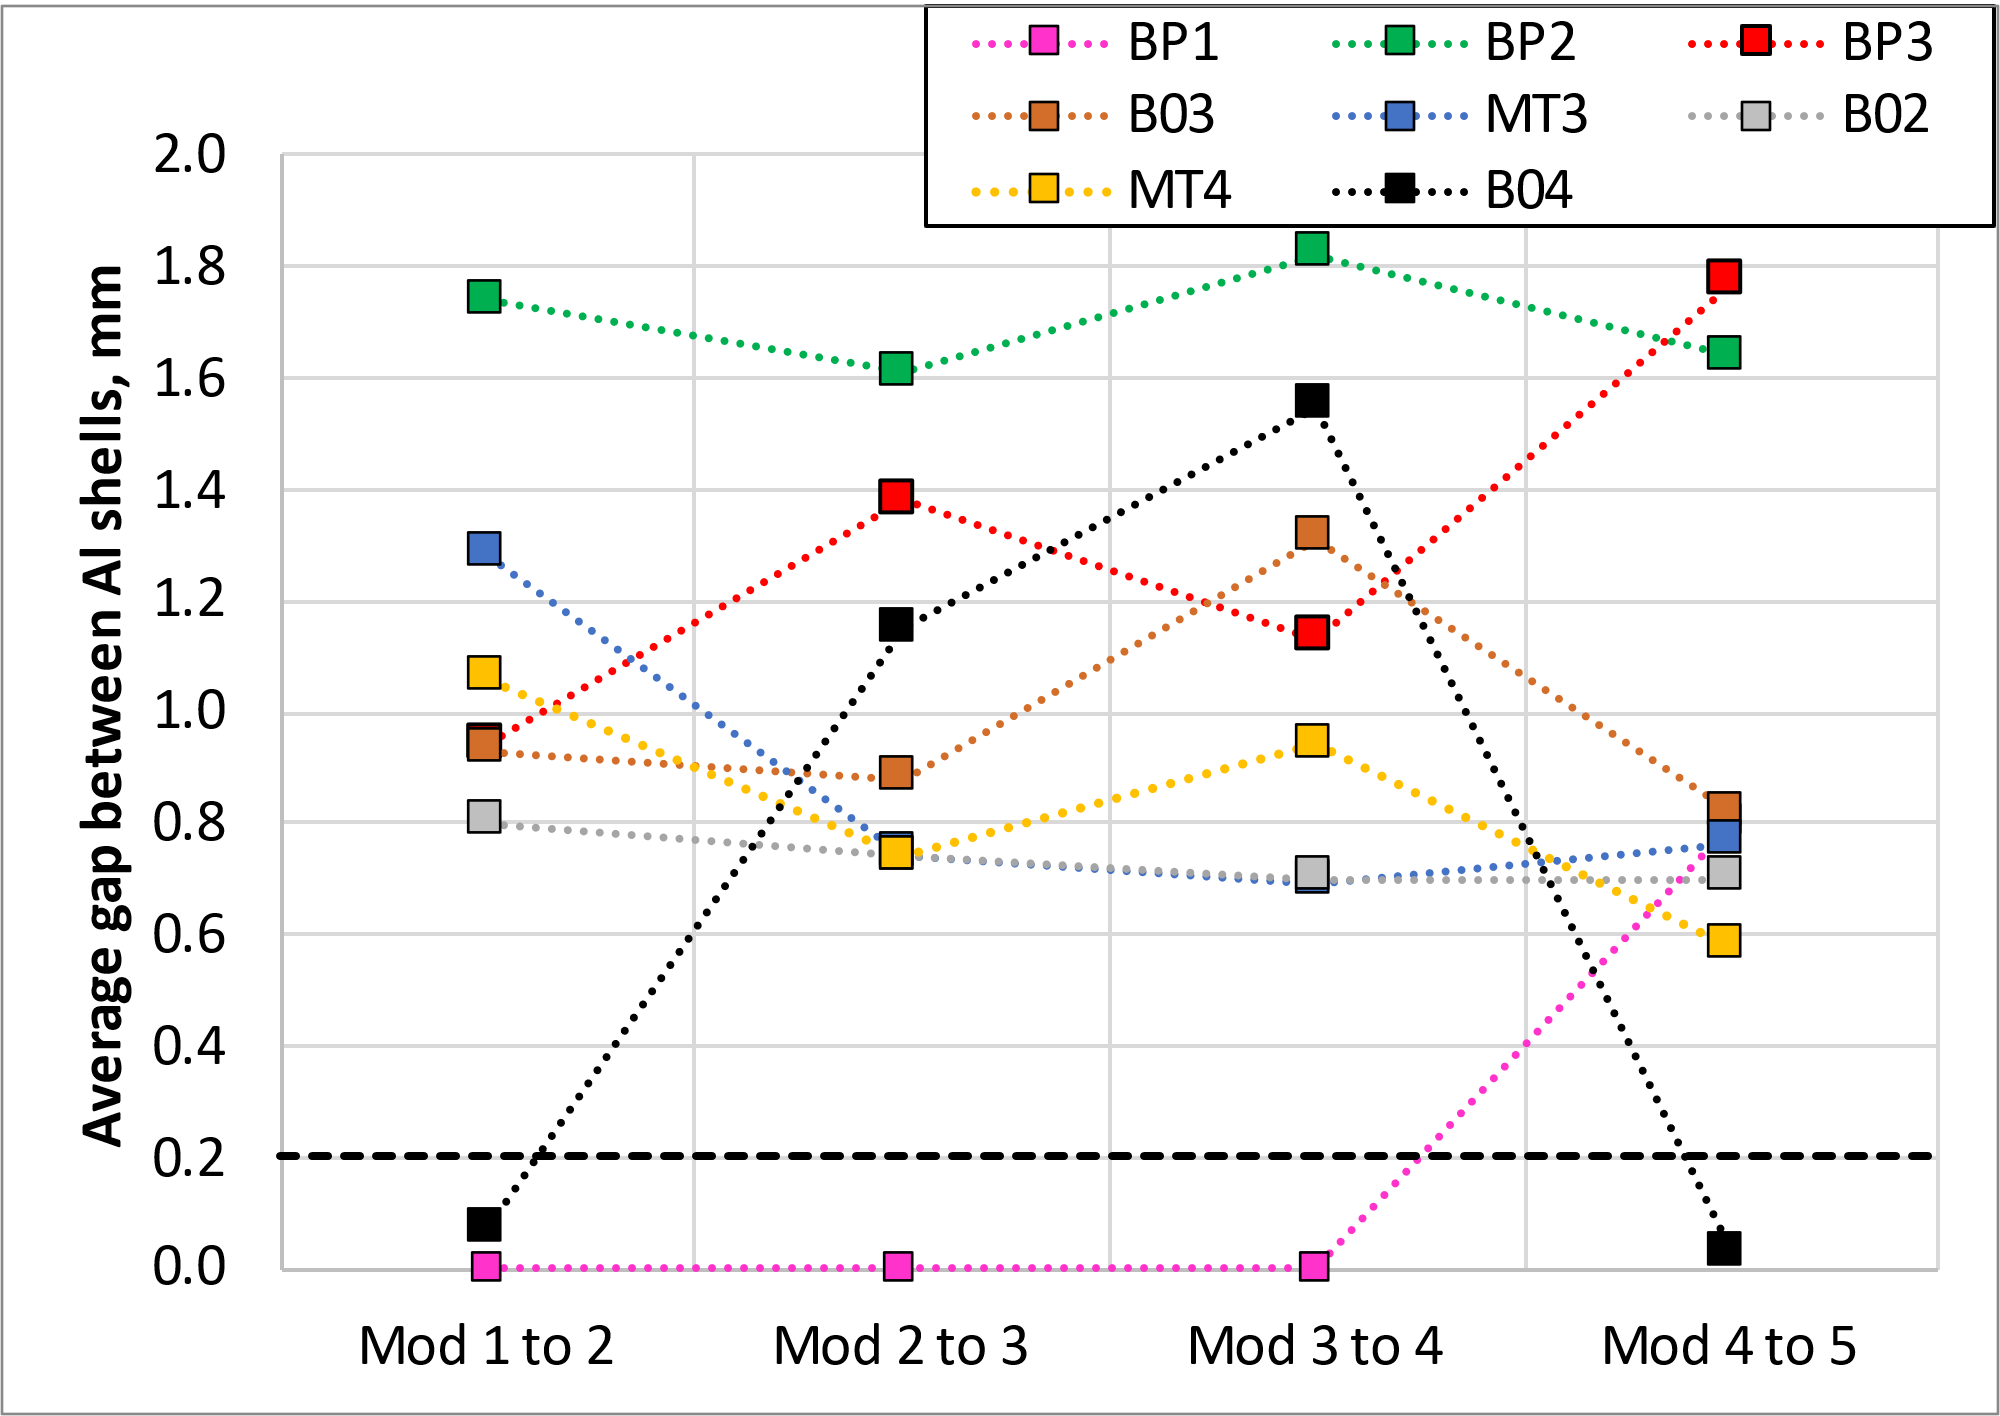 BP1 BP2 BP3
B03 MT3 B02
MT4 B04
2.0
1.8
1.6
1.4
1.2
1.0
0.8
0.6
0.4
0.2
0.0
Average gap between Al shells, mm
Mod 1 to 2 Mod 2 to 3 Mod 3 to 4 Mod 4 to 5